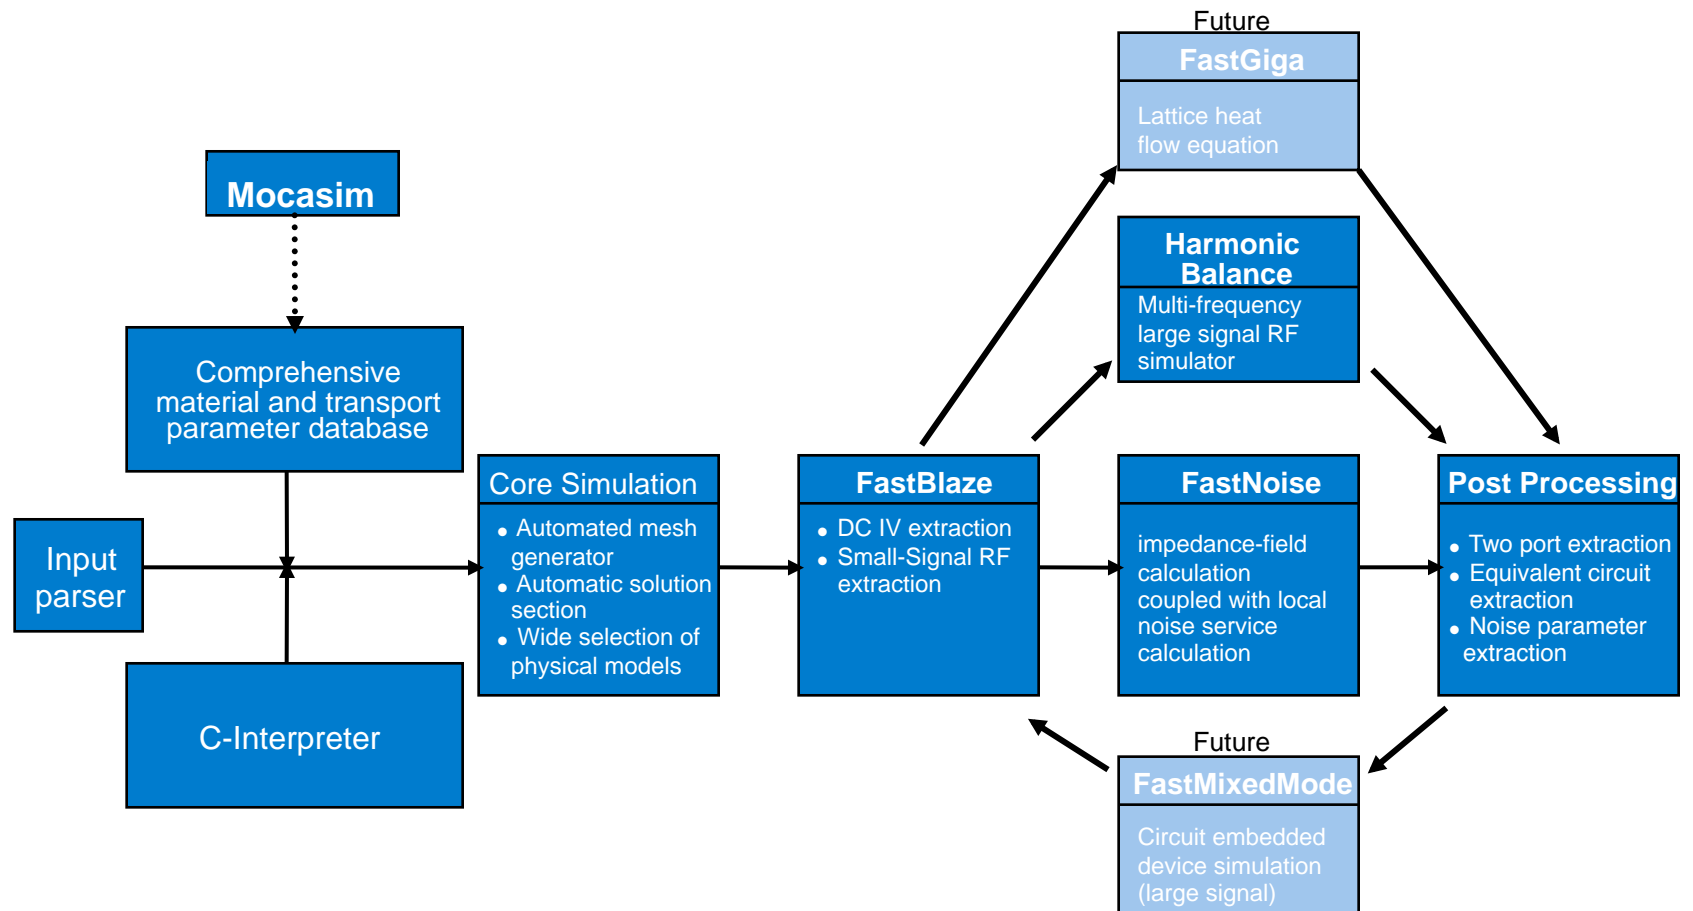 Future
FastGiga
Lattice heat
flow equation
Mocasim
Harmonic
Balance
Multi-frequency
large signal RF
simulator
Comprehensive
material and transport
parameter database
Input
parser
C-Interpreter
Core Simulation
• Automated mesh
generator
• Automatic solution
section
• Wide selection of
physical models
FastBlaze
• DC IV extraction
• Small-Signal RF
extraction
FastNoise
impedance-field
calculation
coupled with local
noise service
calculation
Post Processing
• Two port extraction
• Equivalent circuit
extraction
• Noise parameter
extraction
Future
FastMixedMode
Circuit embedded
device simulation
(large signal)